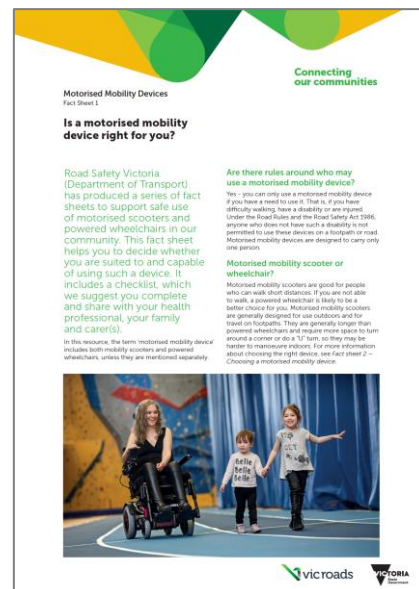 Connecting
our communities
Motorised Mobility Devices
Fact Sheet 1
Is a motorised mobility
device right for you?
Road Safety Victoria
(Department of Transport)
has produced a series of fact
sheets to support safe use
of motorised scooters and
powered wheelchairs in our
community. This fact sheet
helps you to decide whether
you are suited to and capable
of using such a device. It
includes a checklist, which
we suggest you complete
and share with your health
professional, your family
and carer(s).
In this resource, the term 'motorised mobility device'
includes both mobility scooters and powered
wheelchairs, unless they are mentioned separately.
Are there rules around who may
use a motorised mobility device?
Yes - you can only use a motorised mobility device
if you have a need to use it. That is, if you have
difficulty walking, have a disability or are injured.
Under the Road Rules and the Road Safety Act 1986,
anyone who does not have such a disability is not
permitted to use these devices on a footpath or road.
Motorised mobility devices are designed to carry only
one person.
Motorised mobility scooter or
wheelchair?
Motorised mobility scooters are good for people
who can walk short distances. If you are not able
to walk, a powered wheelchair is likely to be a
better choice for you. Motorised mobility scooters
are generally designed for use outdoors and for
travel on footpaths. They are generally longer than
powered wheelchairs and require more space to turn
around a corner or do a "U" turn, so they may be
harder to manoeuvre indoors. For more information
about choosing the right device, see Fact sheet 2 –
Choosing a motorised mobility device.
Belle
Belle
Belle
vicroads
VICTORIA
State
Government